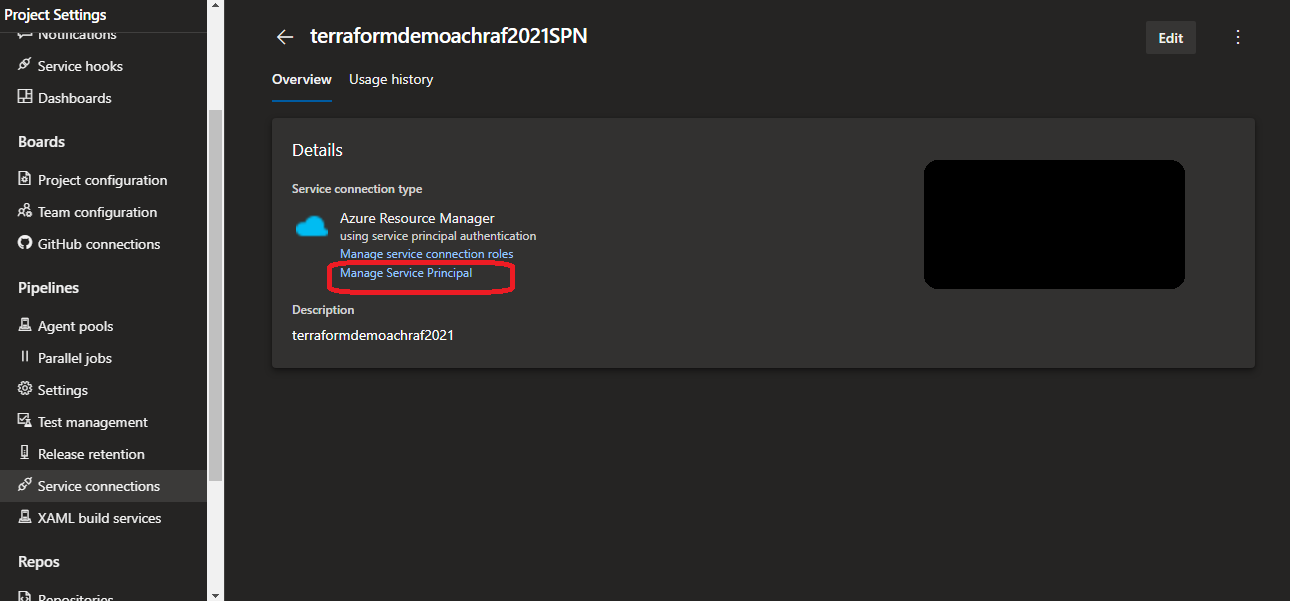 Project Settings
Notifications
Service hooks
Dashboards
Boards
Project configuration
Team configuration
GitHub connections
Pipelines
Agent pools
Parallel jobs
Settings
Test management
Release retention
Service connections
XAML build services
Repos
Repositories
terraformdemoachraf2021SPN
Edit
Overview Usage history
Details
Service connection type
Azure Resource Manager
using service principal authentication
Manage service connection roles
Manage Service Principal
Description
terraformdemoachraf2021